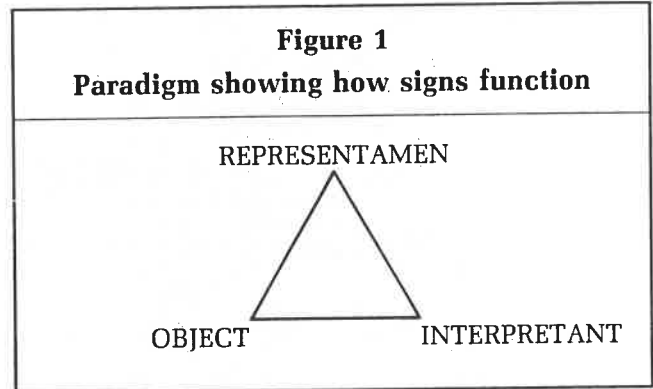 Figure 1
Paradigm showing how signs function
REPRESENTAMEN
OBJECT INTERPRETANT